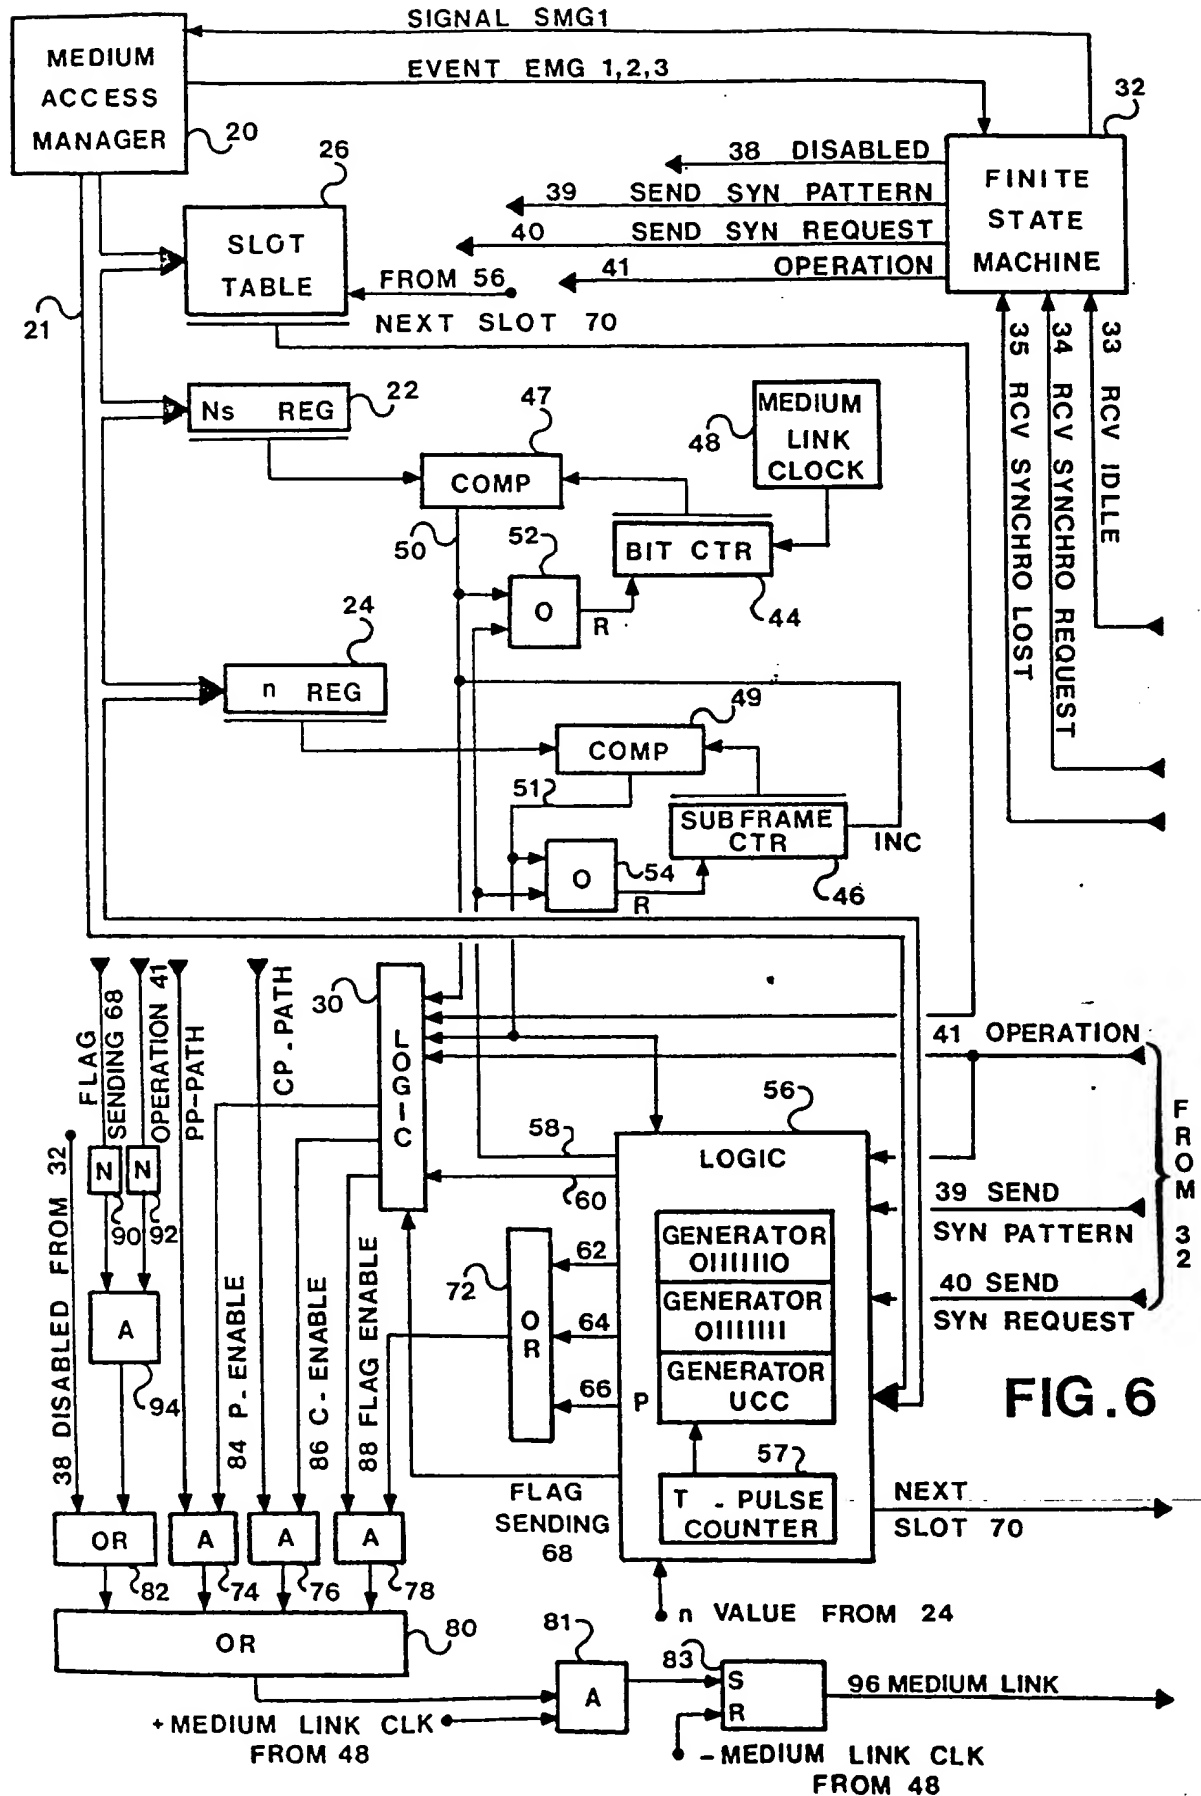 SIGNAL SMG1
MEDIUM
ACCESS
MANAGER
20
EVENT EMG 1,2,3
32
FINITE
STATE
MACHINE
38 DISABLED
39 SEND SYN PATTERN
40 SEND SYN REQUEST
41 OPERATION
26
SLOT
TABLE
FROM 56
NEXT SLOT 70
21
33 RCV IDLLE
34 RCV SYNCHRO REQUEST
35 RCV SYNCHRO LOST
Ns REG
22
47
COMP
MEDIUM
LINK
CLOCK
48
50
52
O
R
BIT CTR
44
24
n REG
49
COMP
51
SUBFRAME
CTR
INC
46
O
54
R
FLAG
SENDING 68
OPERATION 41
PP-PATH
CP-PATH
30
LOGIC
41 OPERATION
FROM 32
56
LOGIC
58
60
39 SEND
SYN PATTERN
40 SEND
SYN REQUEST
GENERATOR
01111110
GENERATOR
01111111
GENERATOR
UCC
P
57
T - PULSE
COUNTER
62
64
66
72
OR
FLAG
SENDING
68
NEXT
SLOT 70
n VALUE FROM 24
N
N
90
92
A
94
38 DISABLED FROM 32
84 P-ENABLE
86 C-ENABLE
88 FLAG ENABLE
OR
A
A
A
82
74
76
78
OR
80
81
A
83
S
R
96 MEDIUM LINK
+MEDIUM LINK CLK
FROM 48
-MEDIUM LINK CLK
FROM 48
FIG.6